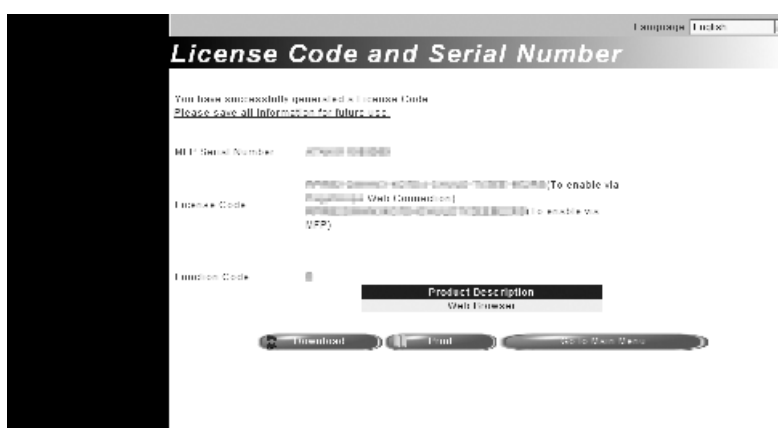 Language English
License Code and Serial Number
You have successfully generated a License Code
Please save all information for future use.
MFP Serial Number
(To enable via
Web Connection)
License Code
(To enable via
MFP)
Function Code
Product Description
Web Browser
Download Print Go to Main Menu